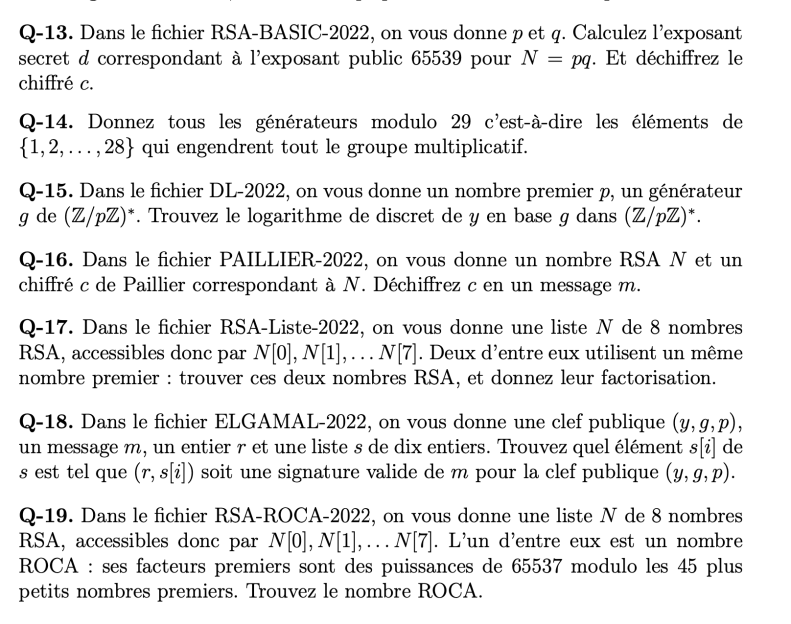 Q-13. Dans le fichier RSA-BASIC-2022, on vous donne p et q. Calculez l'exposant
secret d correspondant à l'exposant public 65539 pour N = pq. Et déchiffrez le
chiffré c.
Q-14. Donnez tous les générateurs modulo 29 c'est-à-dire les éléments de
{1, 2, . . . , 28} qui engendrent tout le groupe multiplicatif.
Q-15. Dans le fichier DL-2022, on vous donne un nombre premier p, un générateur
g de (ℤ/pℤ)*. Trouvez le logarithme de discret de y en base g dans (ℤ/pℤ)*.
Q-16. Dans le fichier PAILLIER-2022, on vous donne un nombre RSA N et un
chiffré c de Paillier correspondant à N. Déchiffrez c en un message m.
Q-17. Dans le fichier RSA-Liste-2022, on vous donne une liste N de 8 nombres
RSA, accessibles donc par N[0], N[1], . . . N[7]. Deux d'entre eux utilisent un même
nombre premier : trouver ces deux nombres RSA, et donnez leur factorisation.
Q-18. Dans le fichier ELGAMAL-2022, on vous donne une clef publique (y, g, p),
un message m, un entier r et une liste s de dix entiers. Trouvez quel élément s[i] de
s est tel que (r, s[i]) soit une signature valide de m pour la clef publique (y, g, p).
Q-19. Dans le fichier RSA-ROCA-2022, on vous donne une liste N de 8 nombres
RSA, accessibles donc par N[0], N[1], . . . N[7]. L'un d'entre eux est un nombre
ROCA : ses facteurs premiers sont des puissances de 65537 modulo les 45 plus
petits nombres premiers. Trouvez le nombre ROCA.